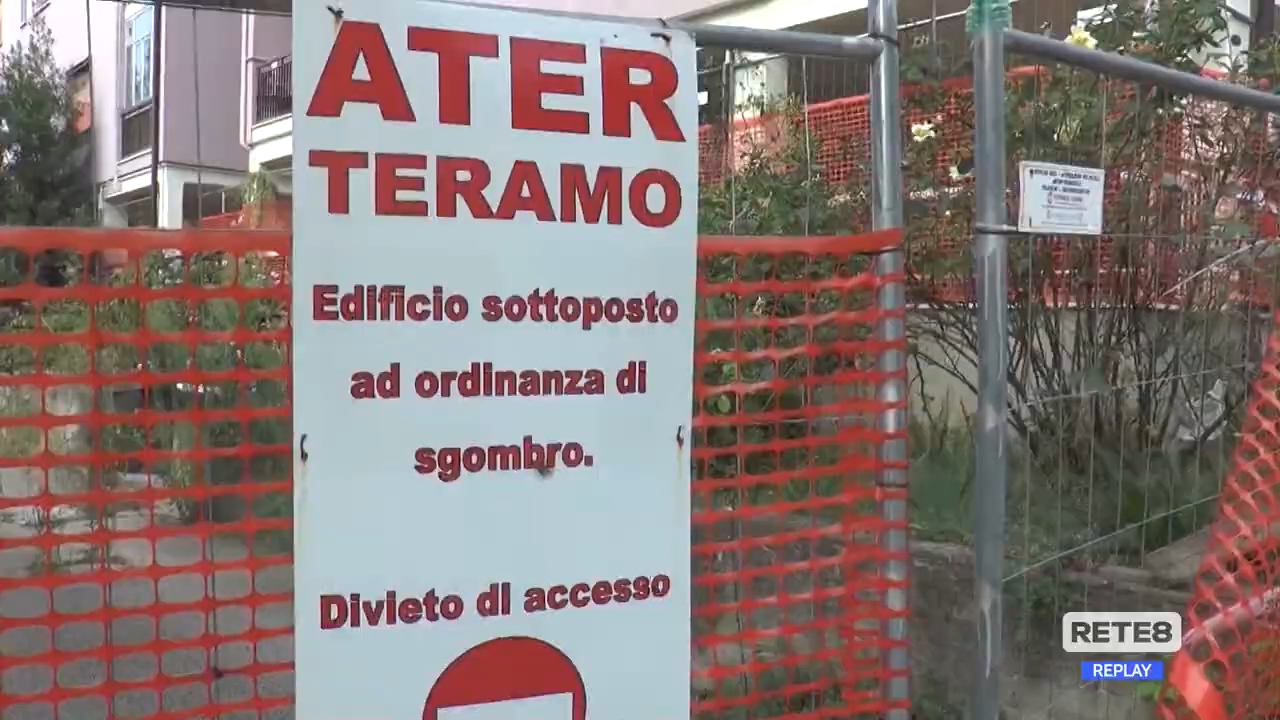 ATER
TERAMO
Edificio sottoposto
ad ordinanza di
sgombro.
Divieto di accesso
RETE8
REPLAY